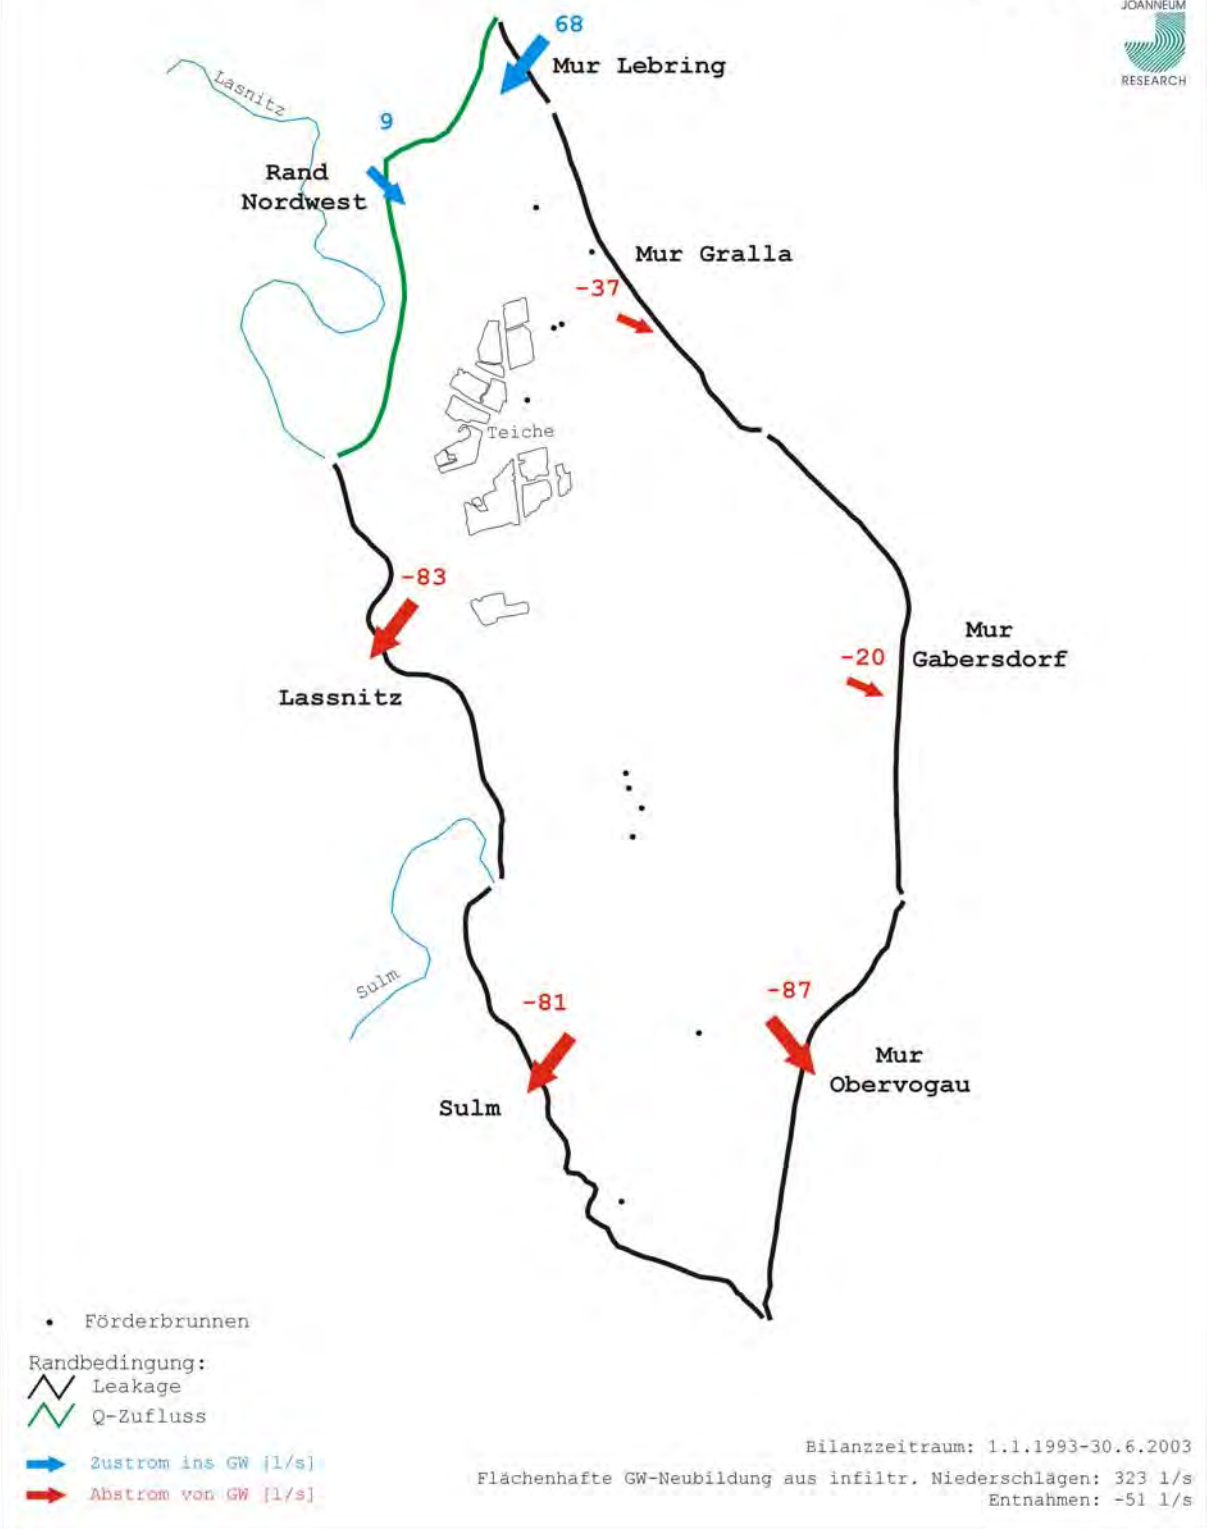 JOANNEUM
RESEARCH
68
Mur Lebring
Lasnitz
9
Rand
Nordwest
Mur Gralla
-37
Teiche
-83
Lassnitz
Mur
Gabersdorf
-20
Sulm
-81
-87
Mur
Obervogau
Sulm
Förderbrunnen
Randbedingung:
Leakage
Q-Zufluss
Zustrom ins GW [l/s]
Abstrom von GW [l/s]
Bilanzzeitraum: 1.1.1993-30.6.2003
Flächenhafte GW-Neubildung aus infiltr. Niederschlägen: 323 l/s
Entnahmen: -51 l/s